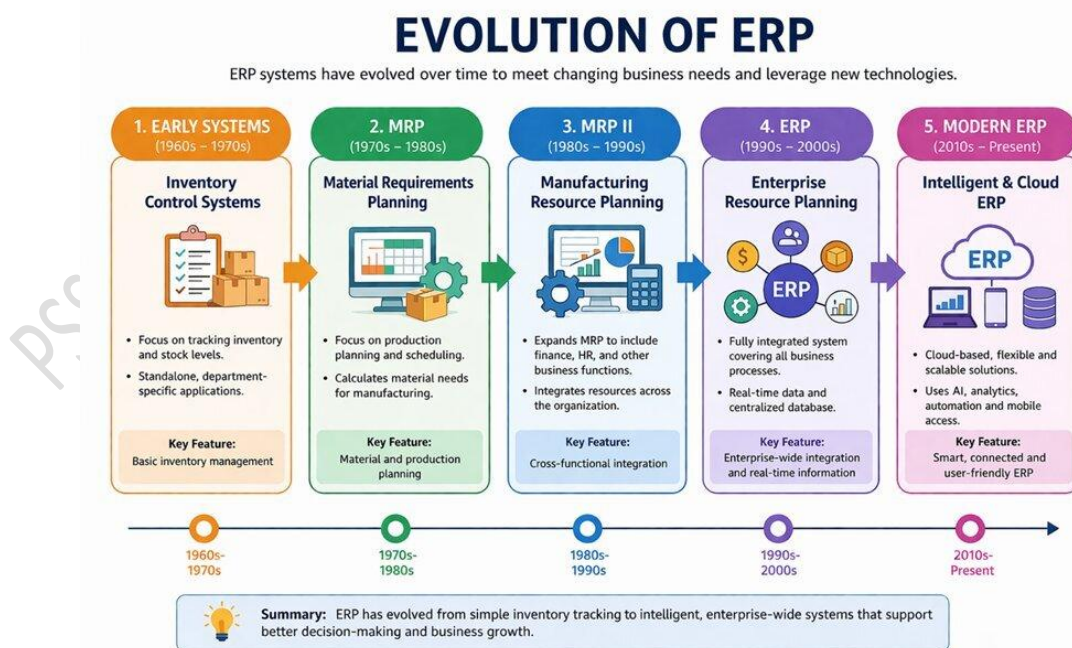 EVOLUTION OF ERP
ERP systems have evolved over time to meet changing business needs and leverage new technologies.
1. EARLY SYSTEMS
(1960s – 1970s)
Inventory
Control Systems
• Focus on tracking inventory
and stock levels.
• Standalone, department-
specific applications.
Key Feature:
Basic inventory management
2. MRP
(1970s – 1980s)
Material Requirements
Planning
• Focus on production
planning and scheduling.
• Calculates material needs
for manufacturing.
Key Feature:
Material and production
planning
3. MRP II
(1980s – 1990s)
Manufacturing
Resource Planning
• Expands MRP to include
finance, HR, and other
business functions.
• Integrates resources across
the organization.
Key Feature:
Cross-functional integration
4. ERP
(1990s – 2000s)
Enterprise
Resource Planning
$
ERP
• Fully integrated system
covering all business
processes.
• Real-time data and
centralized database.
Key Feature:
Enterprise-wide integration
and real-time information
5. MODERN ERP
(2010s – Present)
Intelligent & Cloud
ERP
ERP
• Cloud-based, flexible and
scalable solutions.
• Uses AI, analytics,
automation and mobile
access.
Key Feature:
Smart, connected and
user-friendly ERP
1960s-
1970s
1970s-
1980s
1980s-
1990s
1990s-
2000s
2010s-
Present
Summary: ERP has evolved from simple inventory tracking to intelligent, enterprise-wide systems that support
better decision-making and business growth.